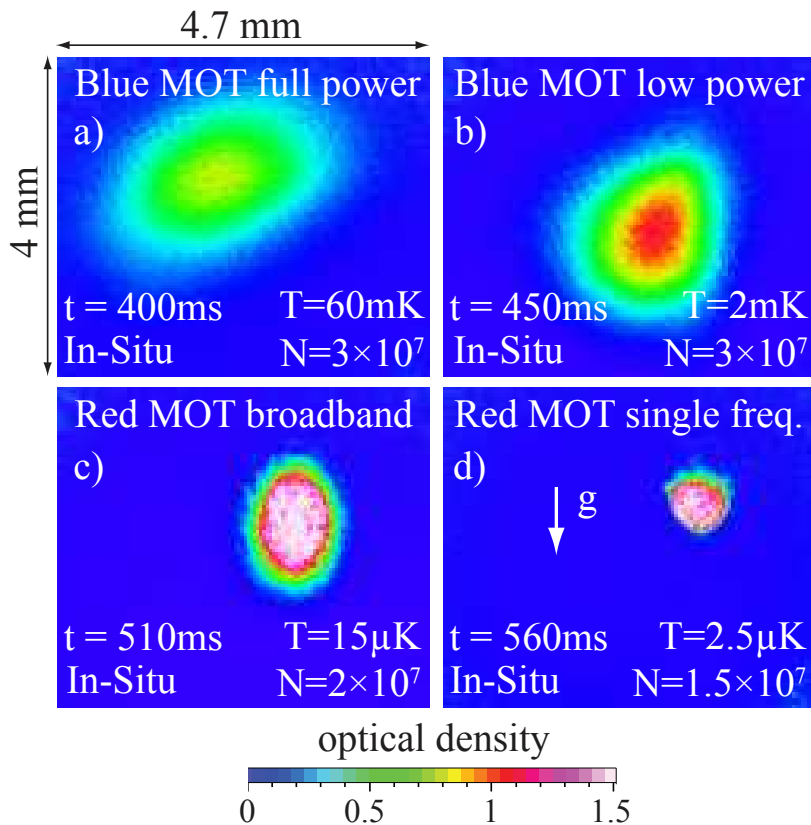 4.7 mm
4 mm
Blue MOT full power
a)
t = 400ms T=60mK
In-Situ N=3×10⁷
Blue MOT low power
b)
t = 450ms T=2mK
In-Situ N=3×10⁷
Red MOT broadband
c)
t = 510ms T=15µK
In-Situ N=2×10⁷
Red MOT single freq.
d)
g
t = 560ms T=2.5µK
In-Situ N=1.5×10⁷
optical density
0 0.5 1 1.5